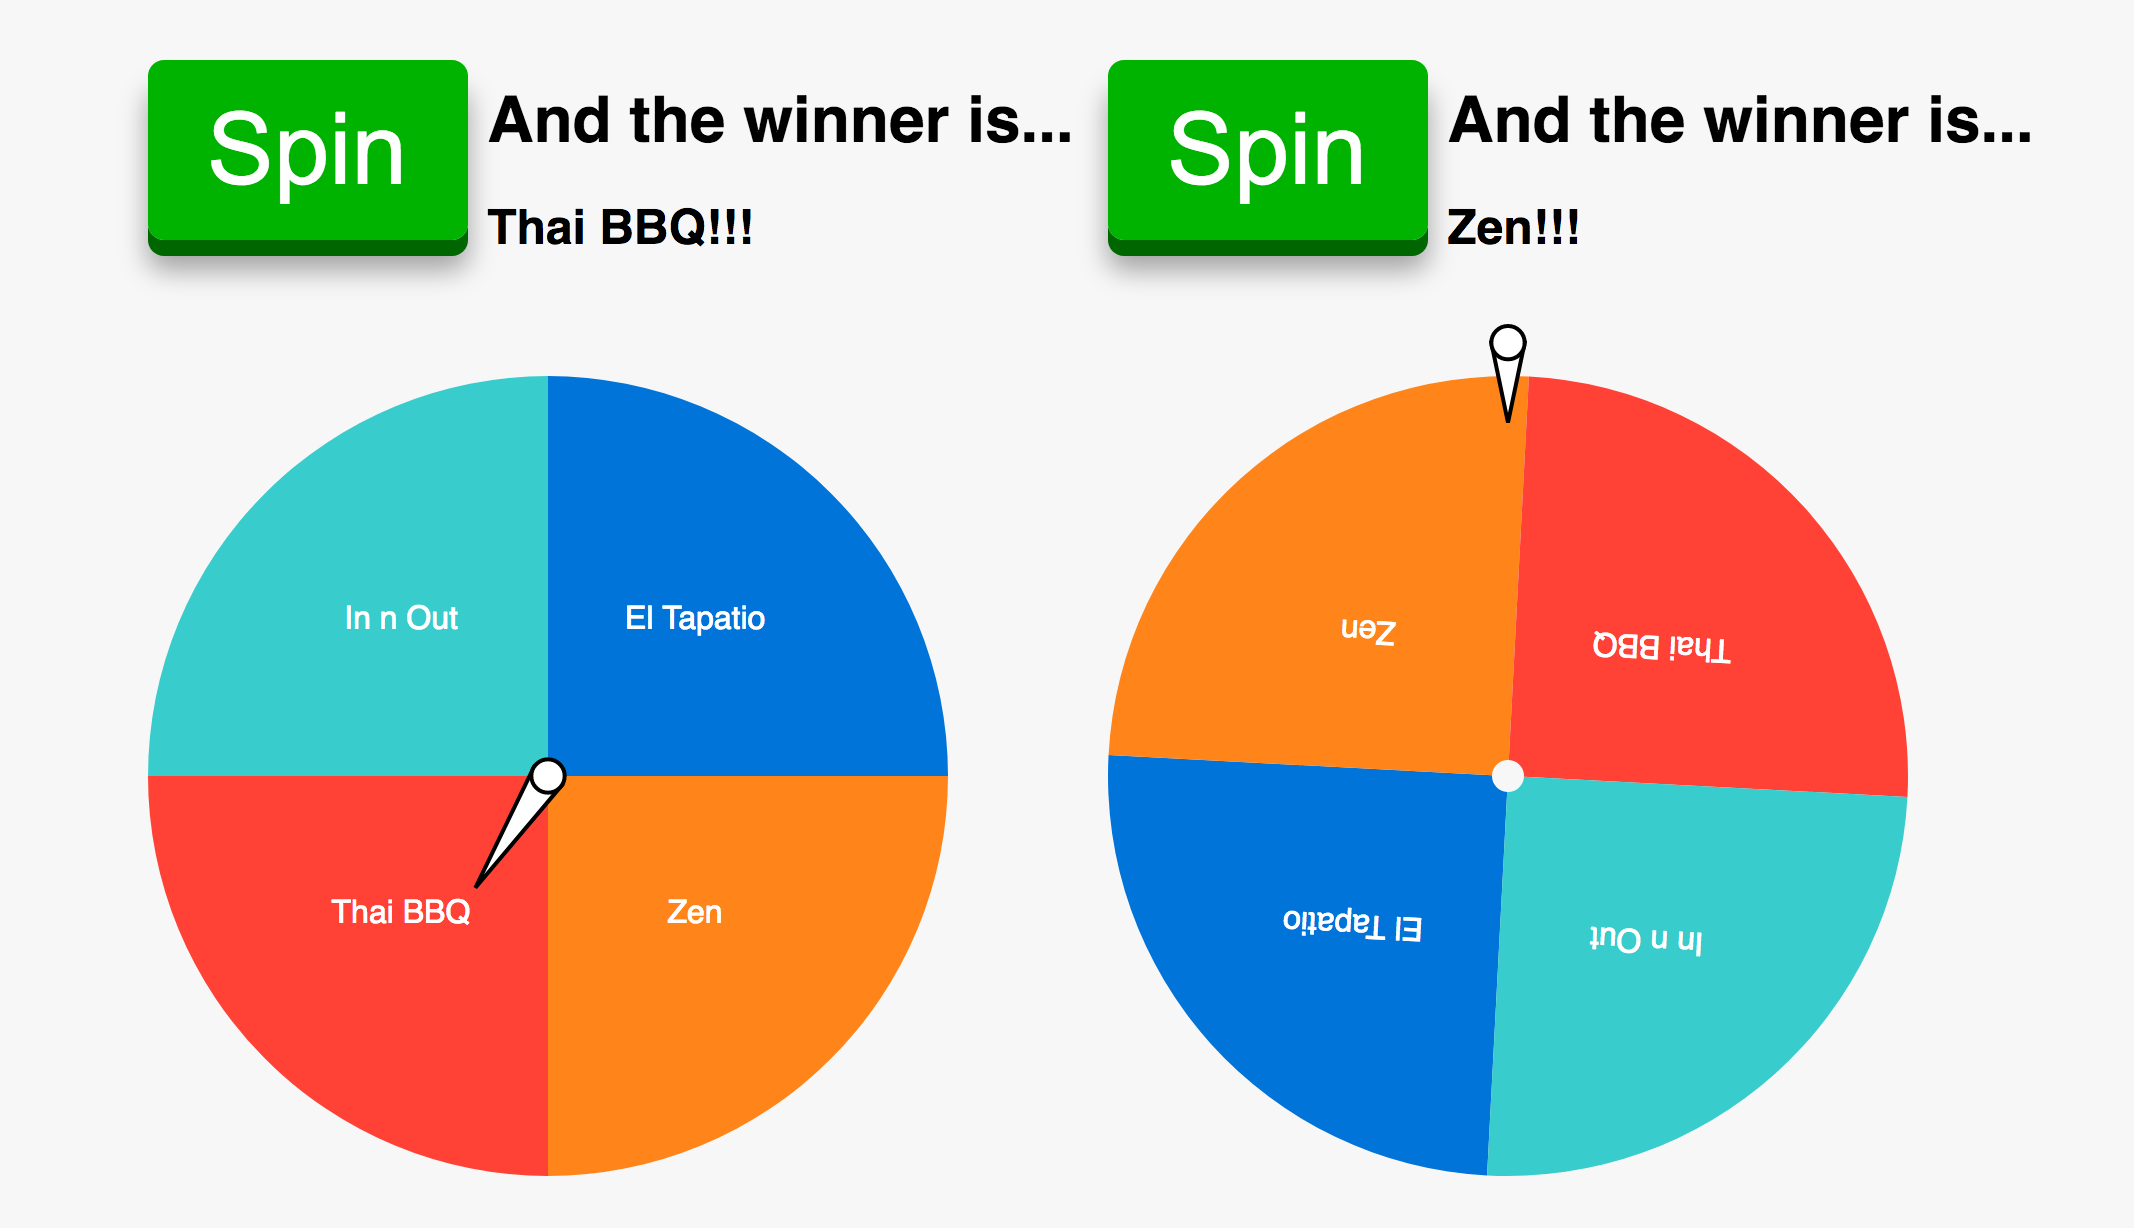 Spin
And the winner is...
Thai BBQ!!!
In n Out
El Tapatio
Thai BBQ
Zen
Spin
And the winner is...
Zen!!!
Zen
Thai BBQ
El Tapatio
In n Out